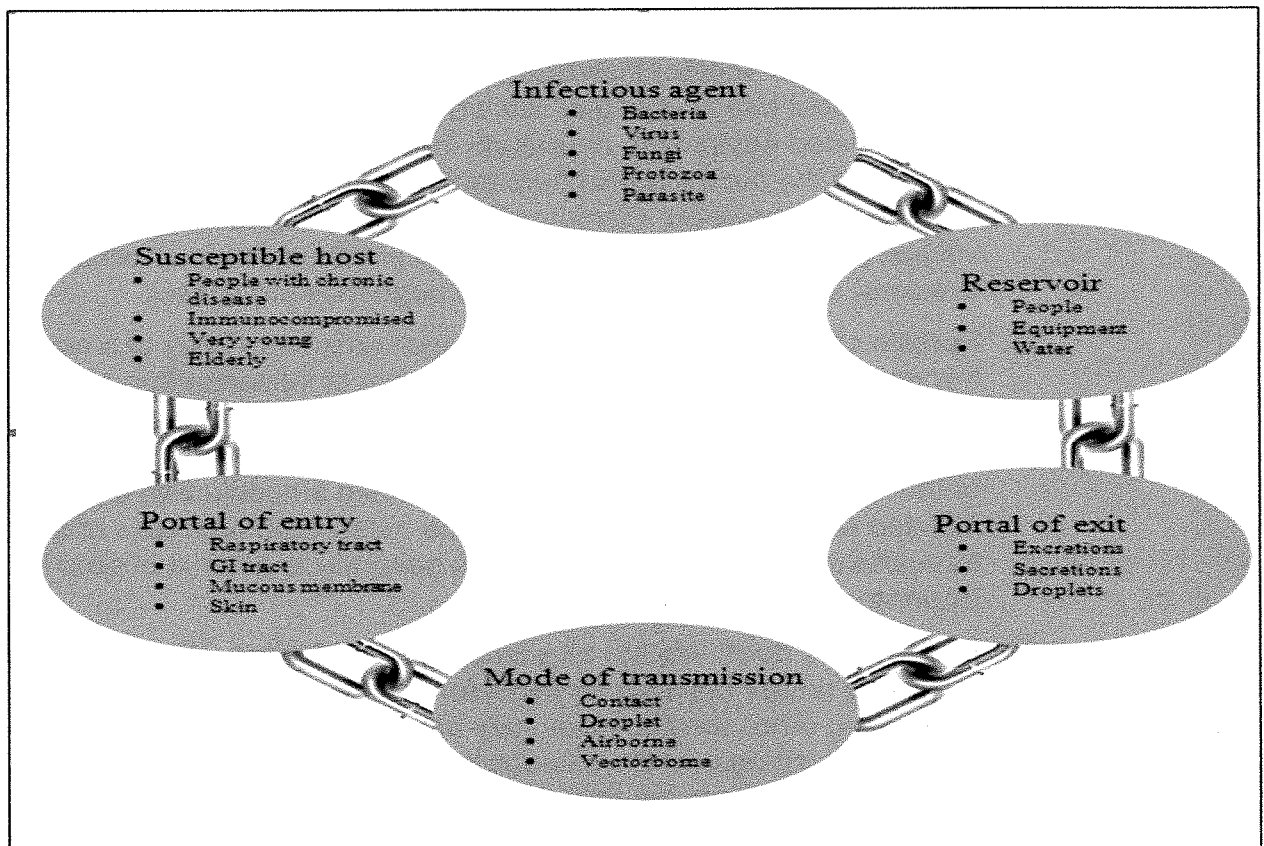 Infectious agent
• Bacteria
• Virus
• Fungi
• Protozoa
• Parasite
Reservoir
• People
• Equipment
• Water
Portal of exit
• Excretions
• Secretions
• Droplets
Mode of transmission
• Contact
• Droplet
• Airborne
• Vectorborne
Portal of entry
• Respiratory tract
• GI tract
• Mucous membrane
• Skin
Susceptible host
• People with chronic
disease
• Immunocompromised
• Very young
• Elderly